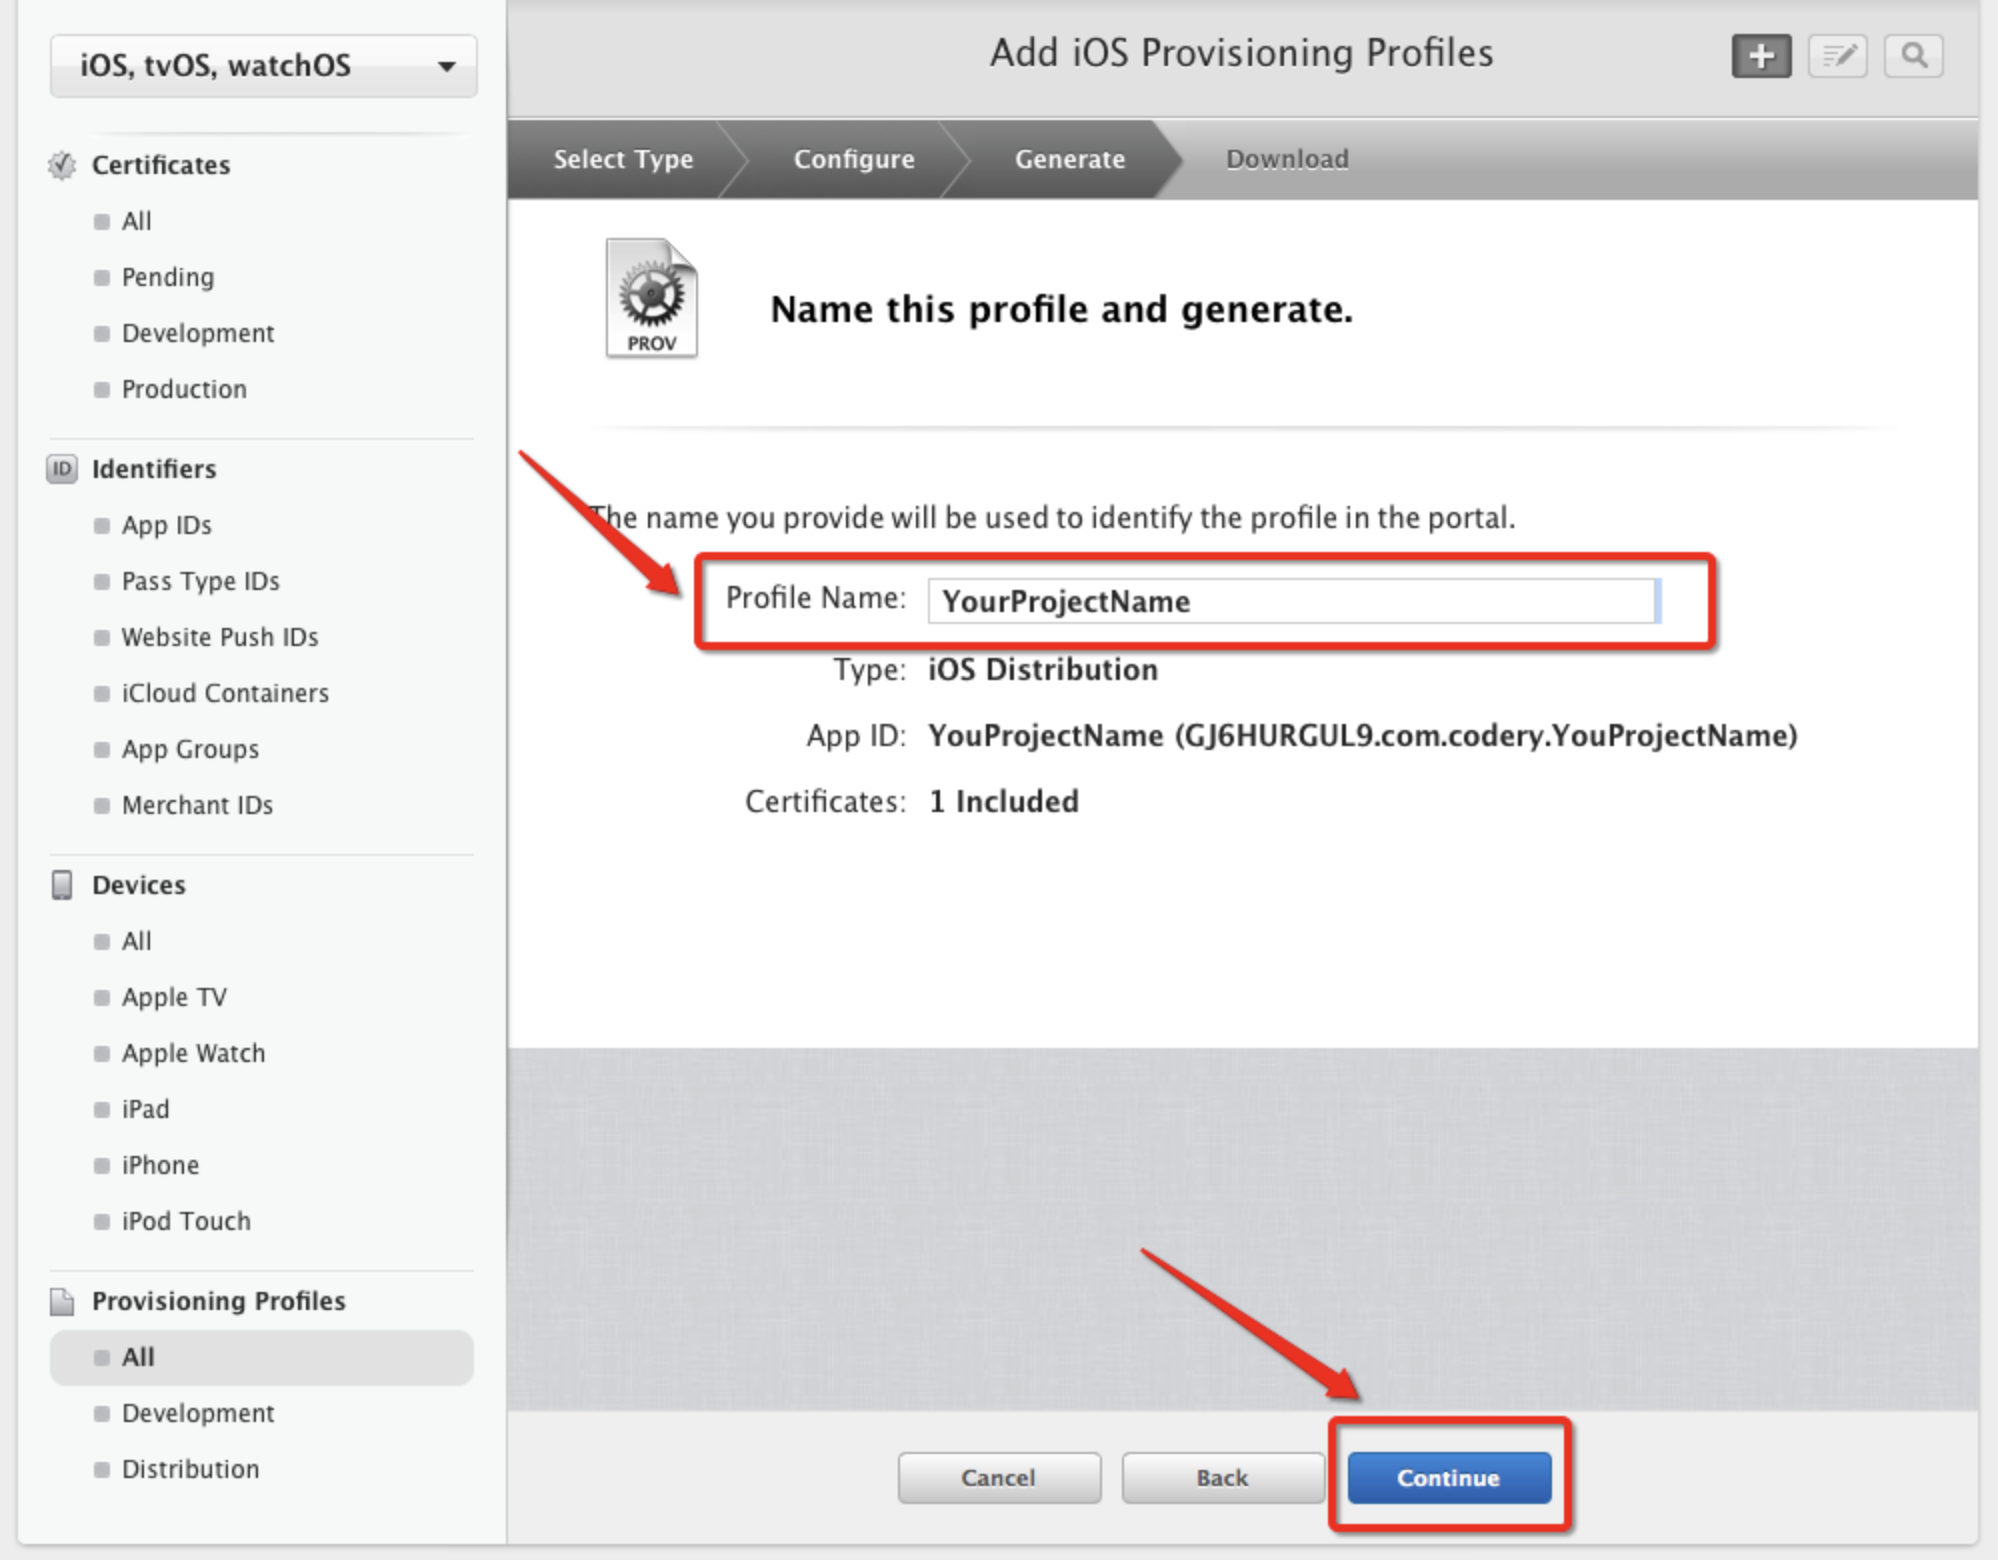 iOS, tvOS, watchOS
Certificates
All
Pending
Development
Production
ID
Identifiers
App IDs
Pass Type IDs
Website Push IDs
iCloud Containers
App Groups
Merchant IDs
Devices
All
Apple TV
Apple Watch
iPad
iPhone
iPod Touch
Provisioning Profiles
All
Development
Distribution
Add iOS Provisioning Profiles
Select Type
Configure
Generate
Download
PROV
Name this profile and generate.
The name you provide will be used to identify the profile in the portal.
Profile Name: YourProjectName
Type: iOS Distribution
App ID: YouProjectName (GJ6HURGUL9.com.codery.YouProjectName)
Certificates: 1 Included
Cancel
Back
Continue